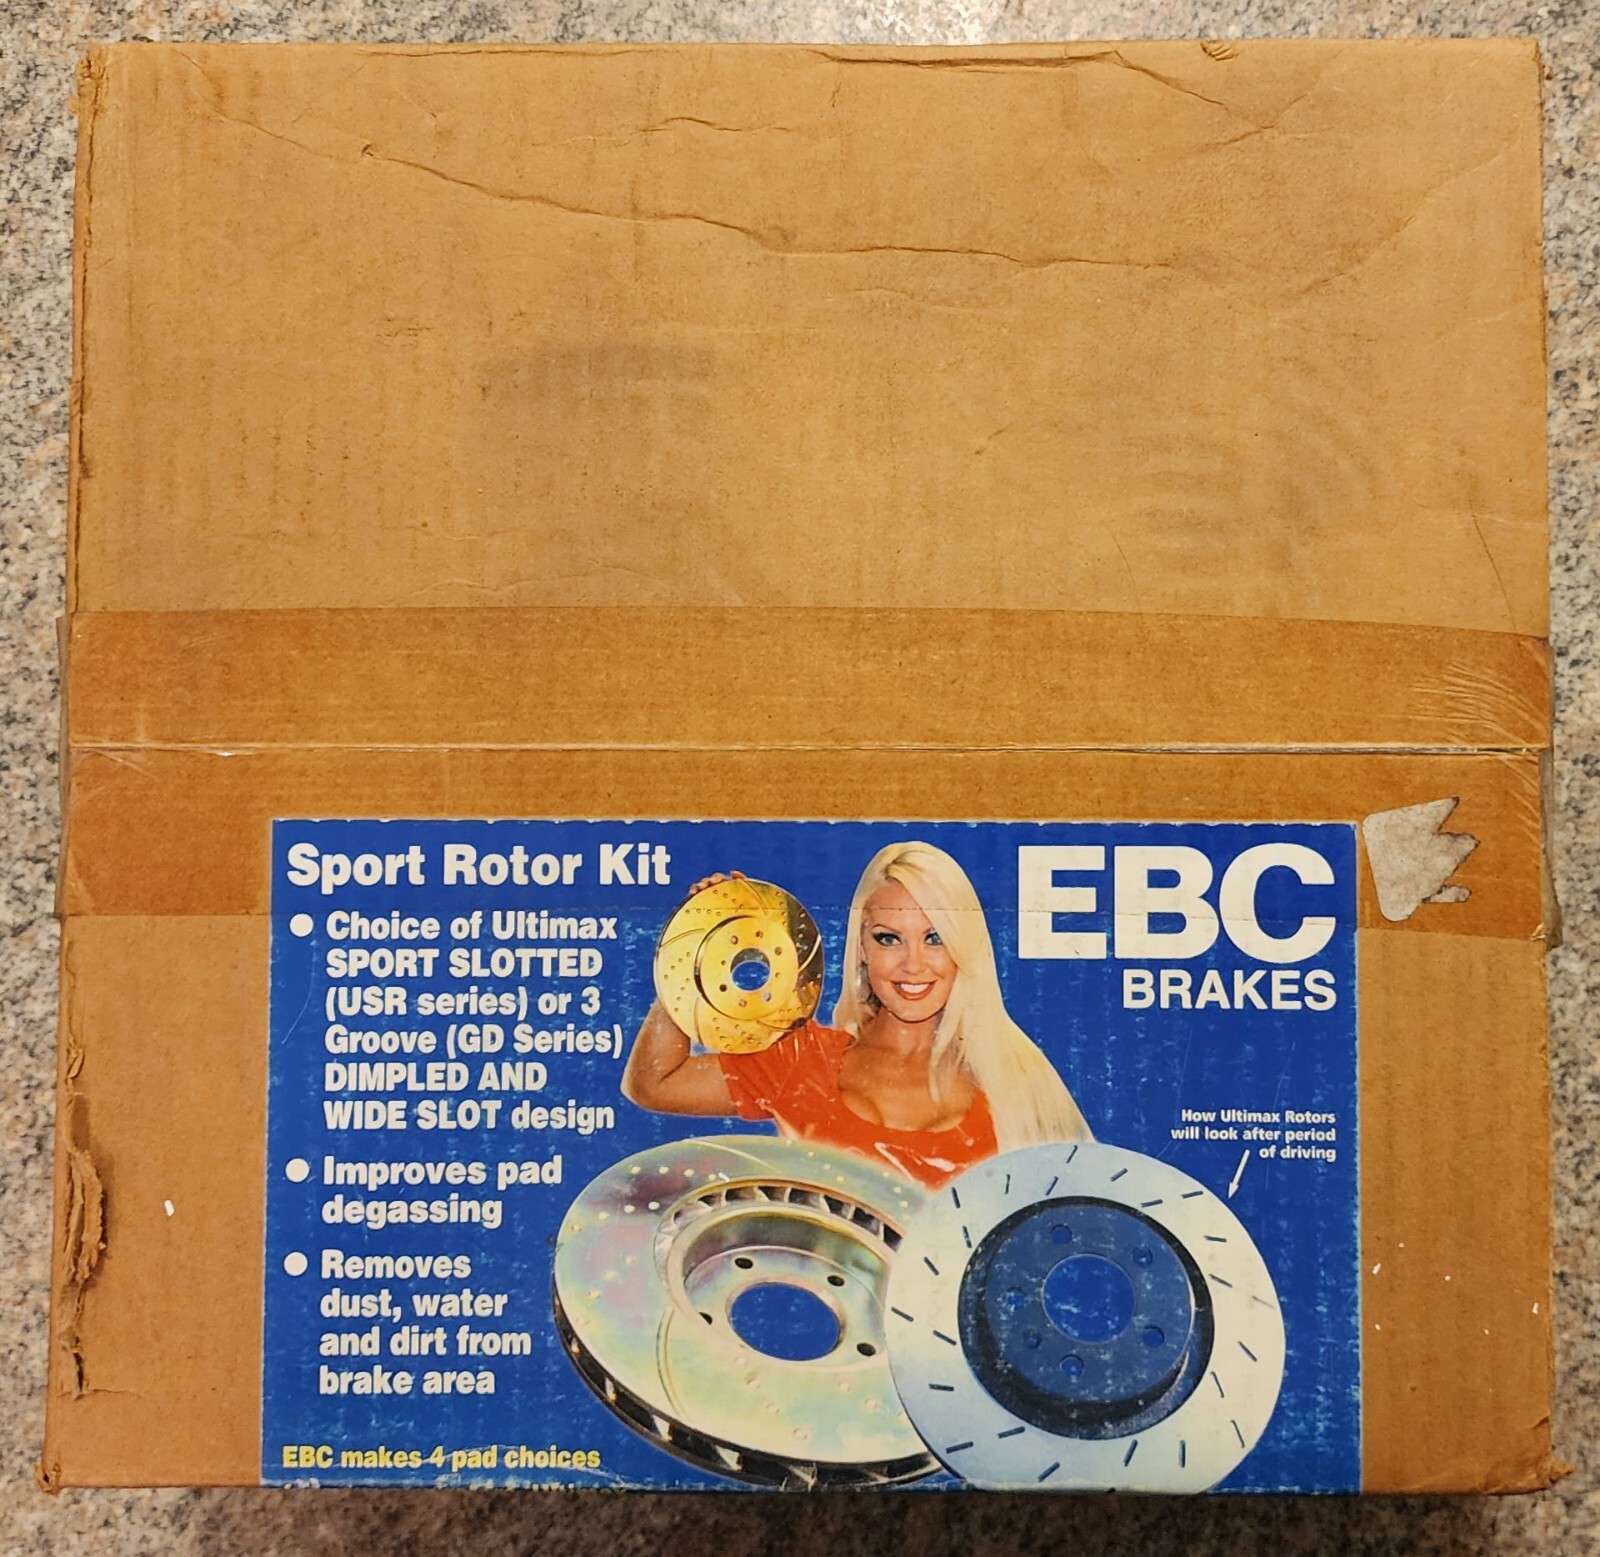 Sport Rotor Kit
● Choice of Ultimax
SPORT SLOTTED
(USR series) or 3
Groove (GD Series)
DIMPLED AND
WIDE SLOT design
● Improves pad
degassing
● Removes
dust, water
and dirt from
brake area
EBC makes 4 pad choices
EBC
BRAKES
How Ultimax Rotors
will look after period
of driving